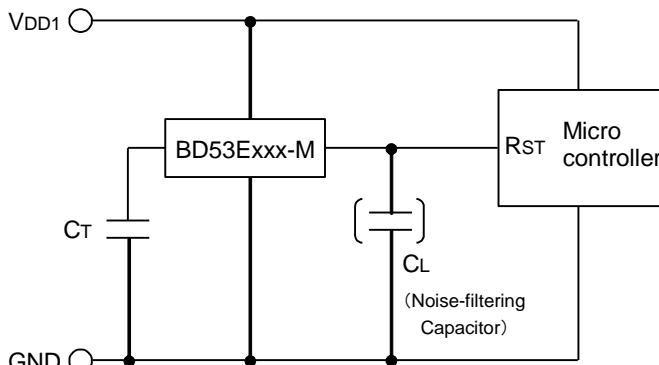 VDD1
BD53Exxx-M
RST
Micro
controller
CT
CL
（Noise-filtering
Capacitor）
GND